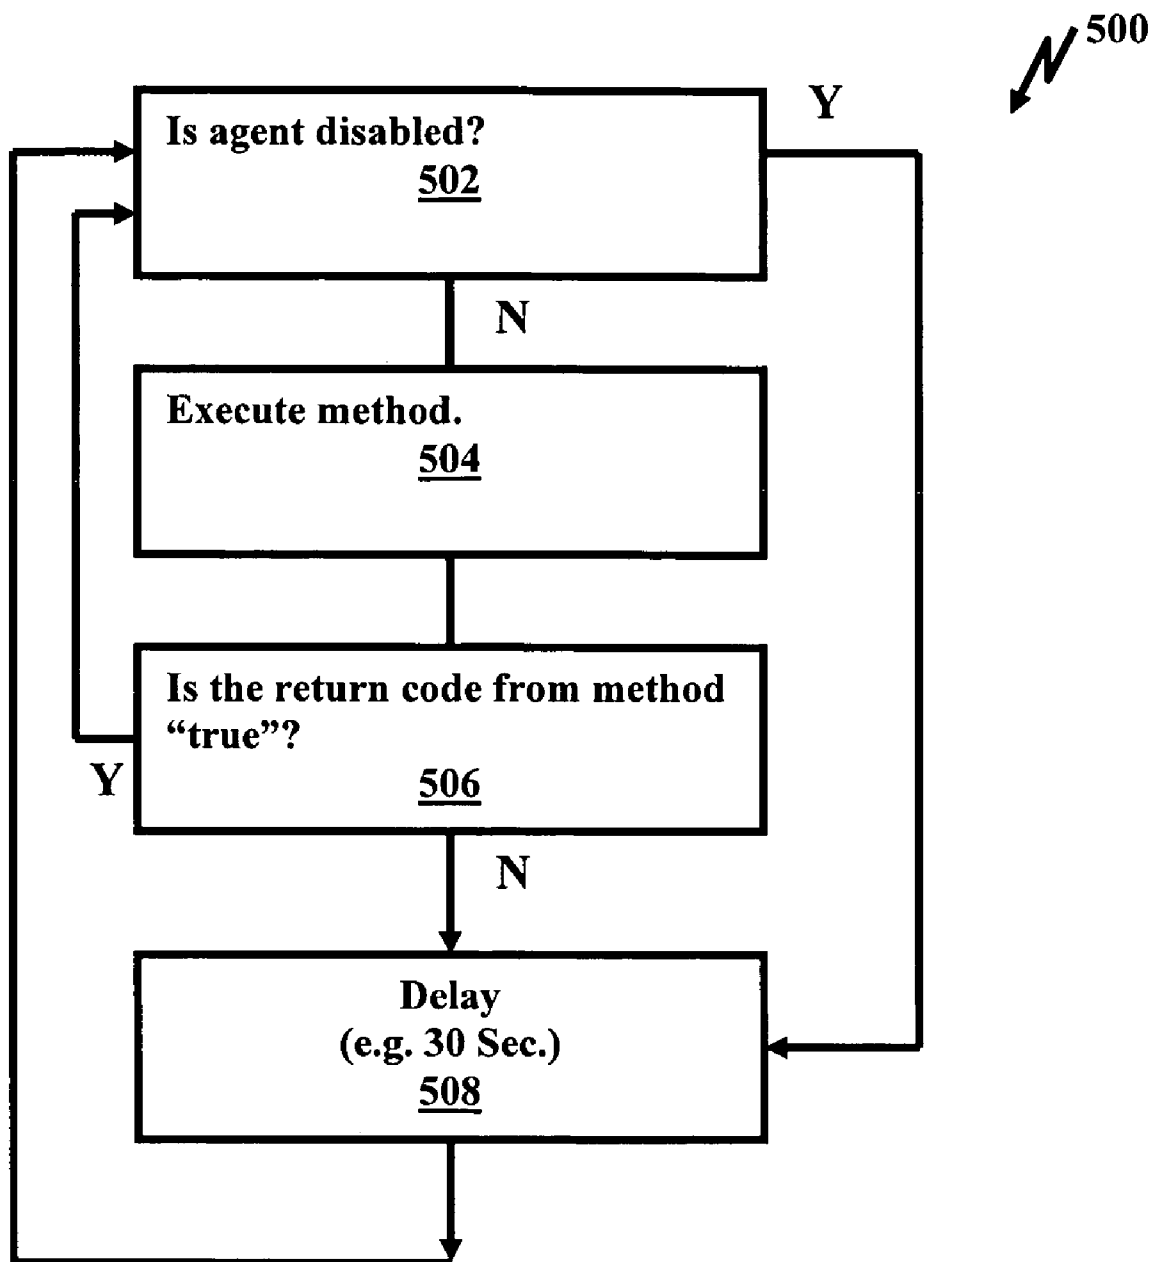 500
Y
Is agent disabled?
502
N
Execute method.
504
Is the return code from method
“true”?
Y
506
N
Delay
(e.g. 30 Sec.)
508